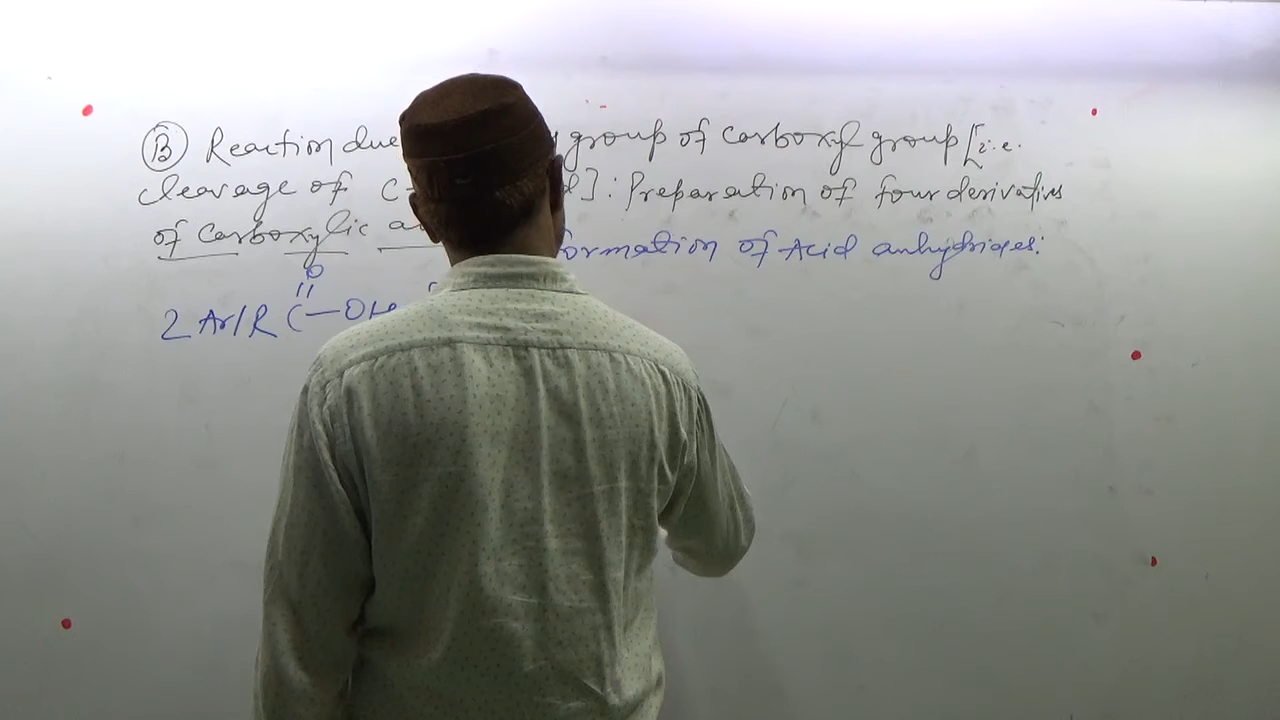 Ⓑ Reaction due group of carboxyl group [i.e.
cleavage of C- d]: Preparation of four derivatives
of carboxylic formation of Acid anhydrides:
O
||
2 Ar/R C-OH